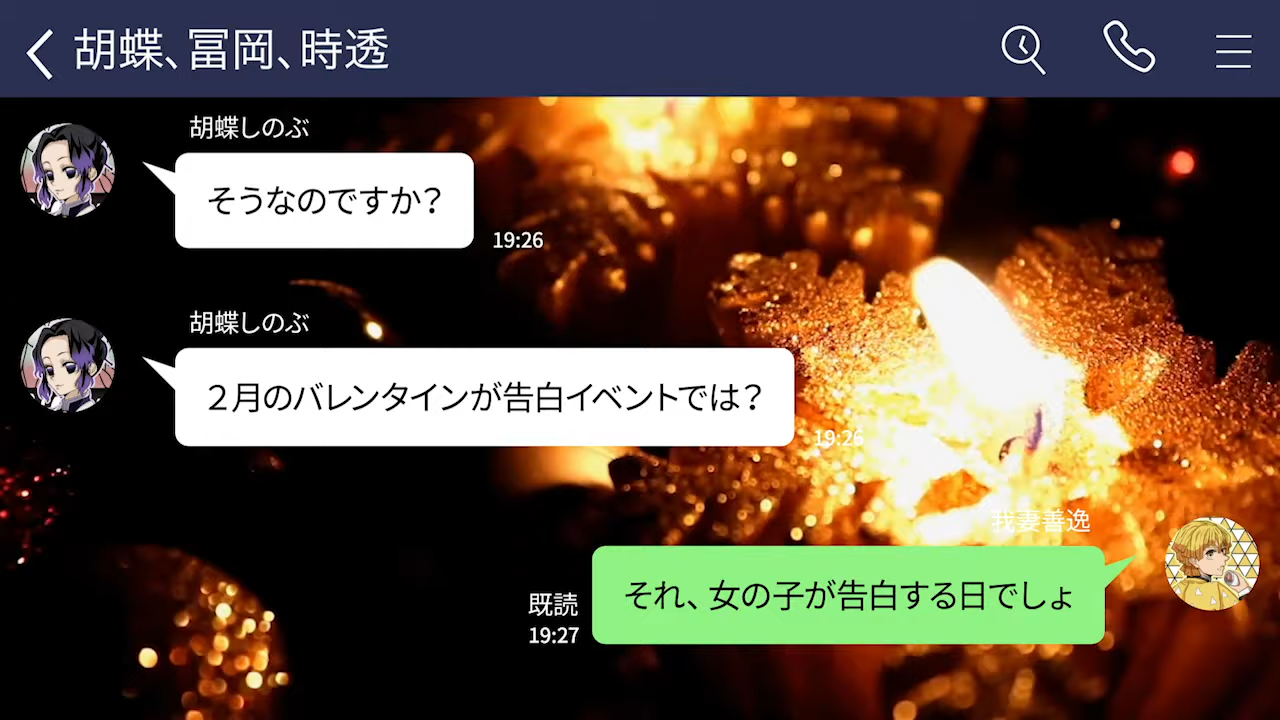 胡蝶、冨岡、時透
胡蝶しのぶ
そうなのですか？
19:26
胡蝶しのぶ
２月のバレンタインが告白イベントでは？
19:26
我妻善逸
それ、女の子が告白する日でしょ
既読
19:27